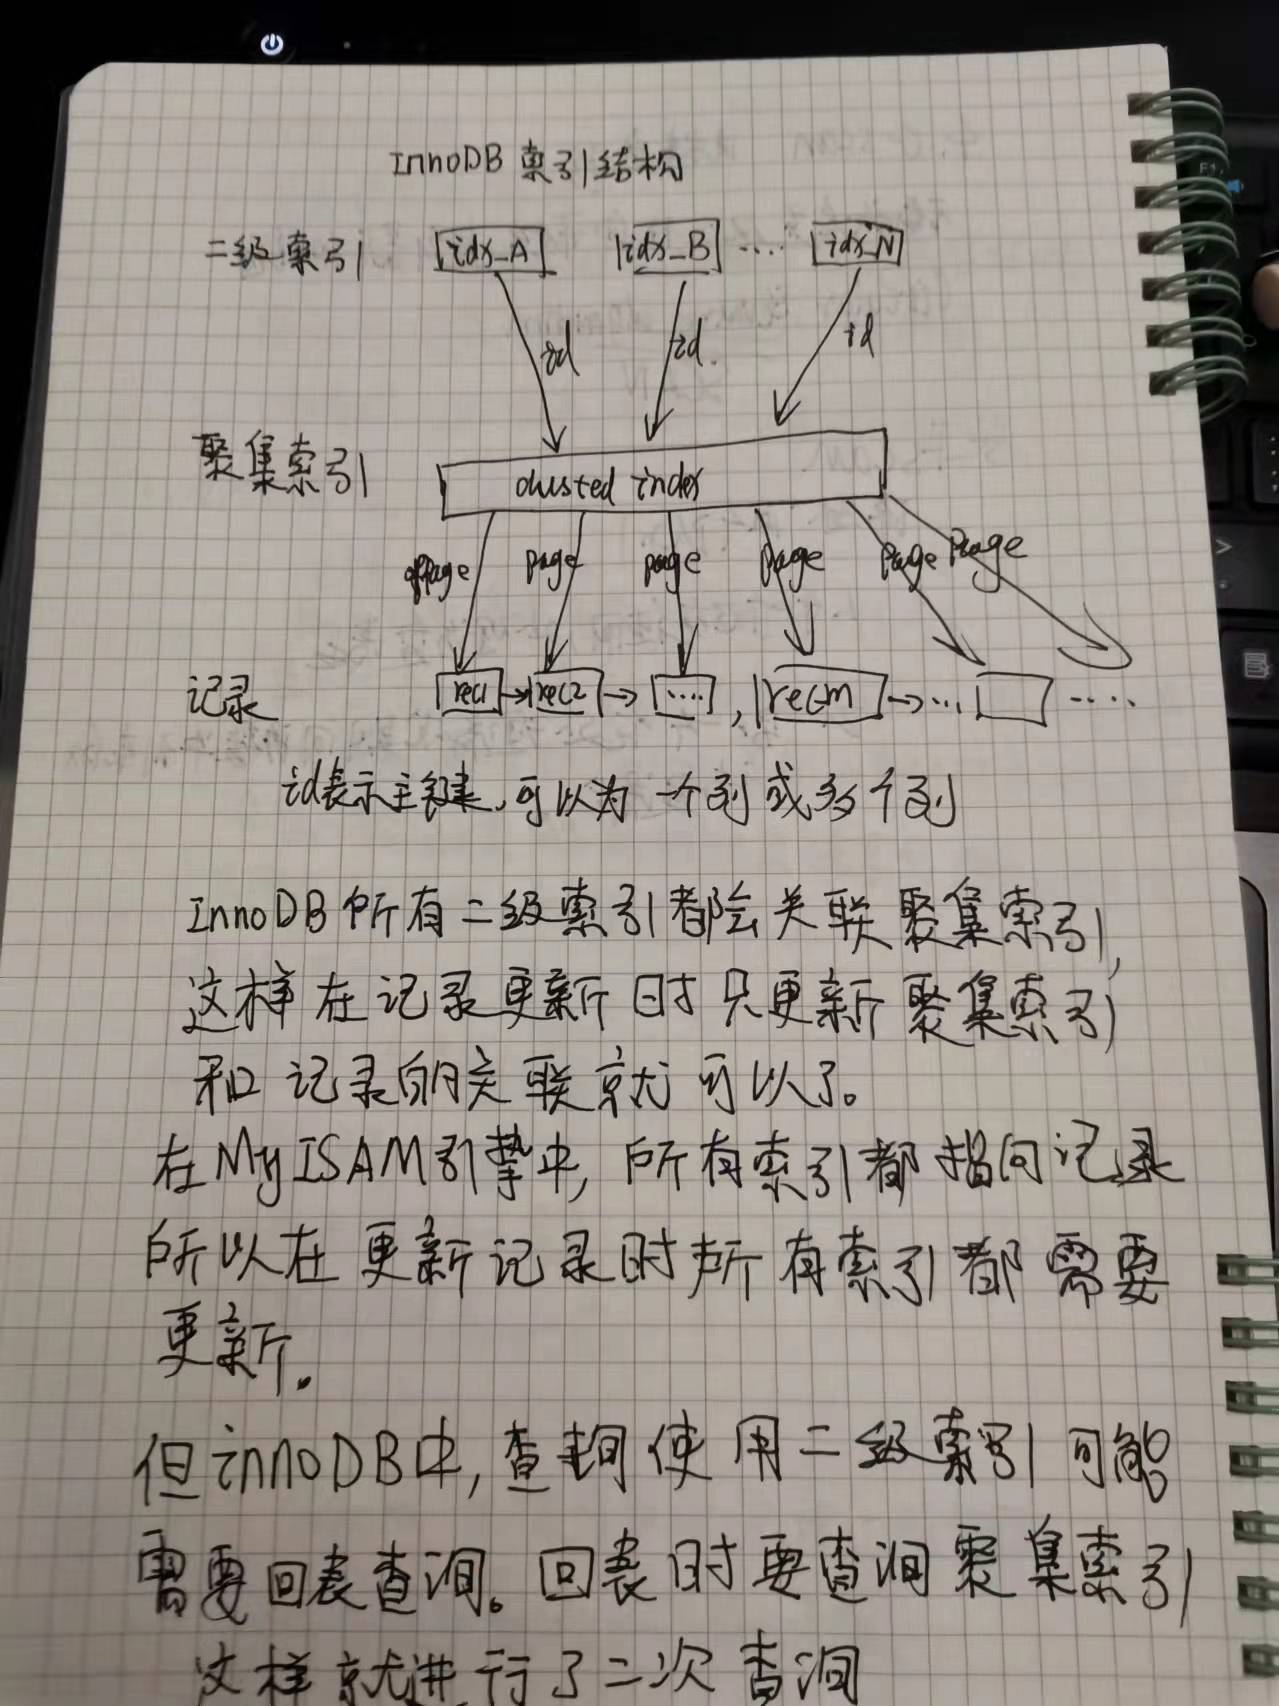 InnoDB 索引结构
二级索引 idx_A idx_B .... idx_N
id id id
聚集索引
clusted index
page page page page page
记录 rec1 rec2 .... , recm ... ....
id表示主键,可以为一个列或多个列
InnoDB 所有二级索引都会关联聚集索引,
这样在记录更新时只更新聚集索引
和记录的关联就可以了。
在MyISAM引擎中,所有索引都指向记录
所以在更新记录时所有索引都需要
更新。
但innoDB中,查询使用二级索引可能
需要回表查询。回表时要查询聚集索引
这样就进行了二次查询